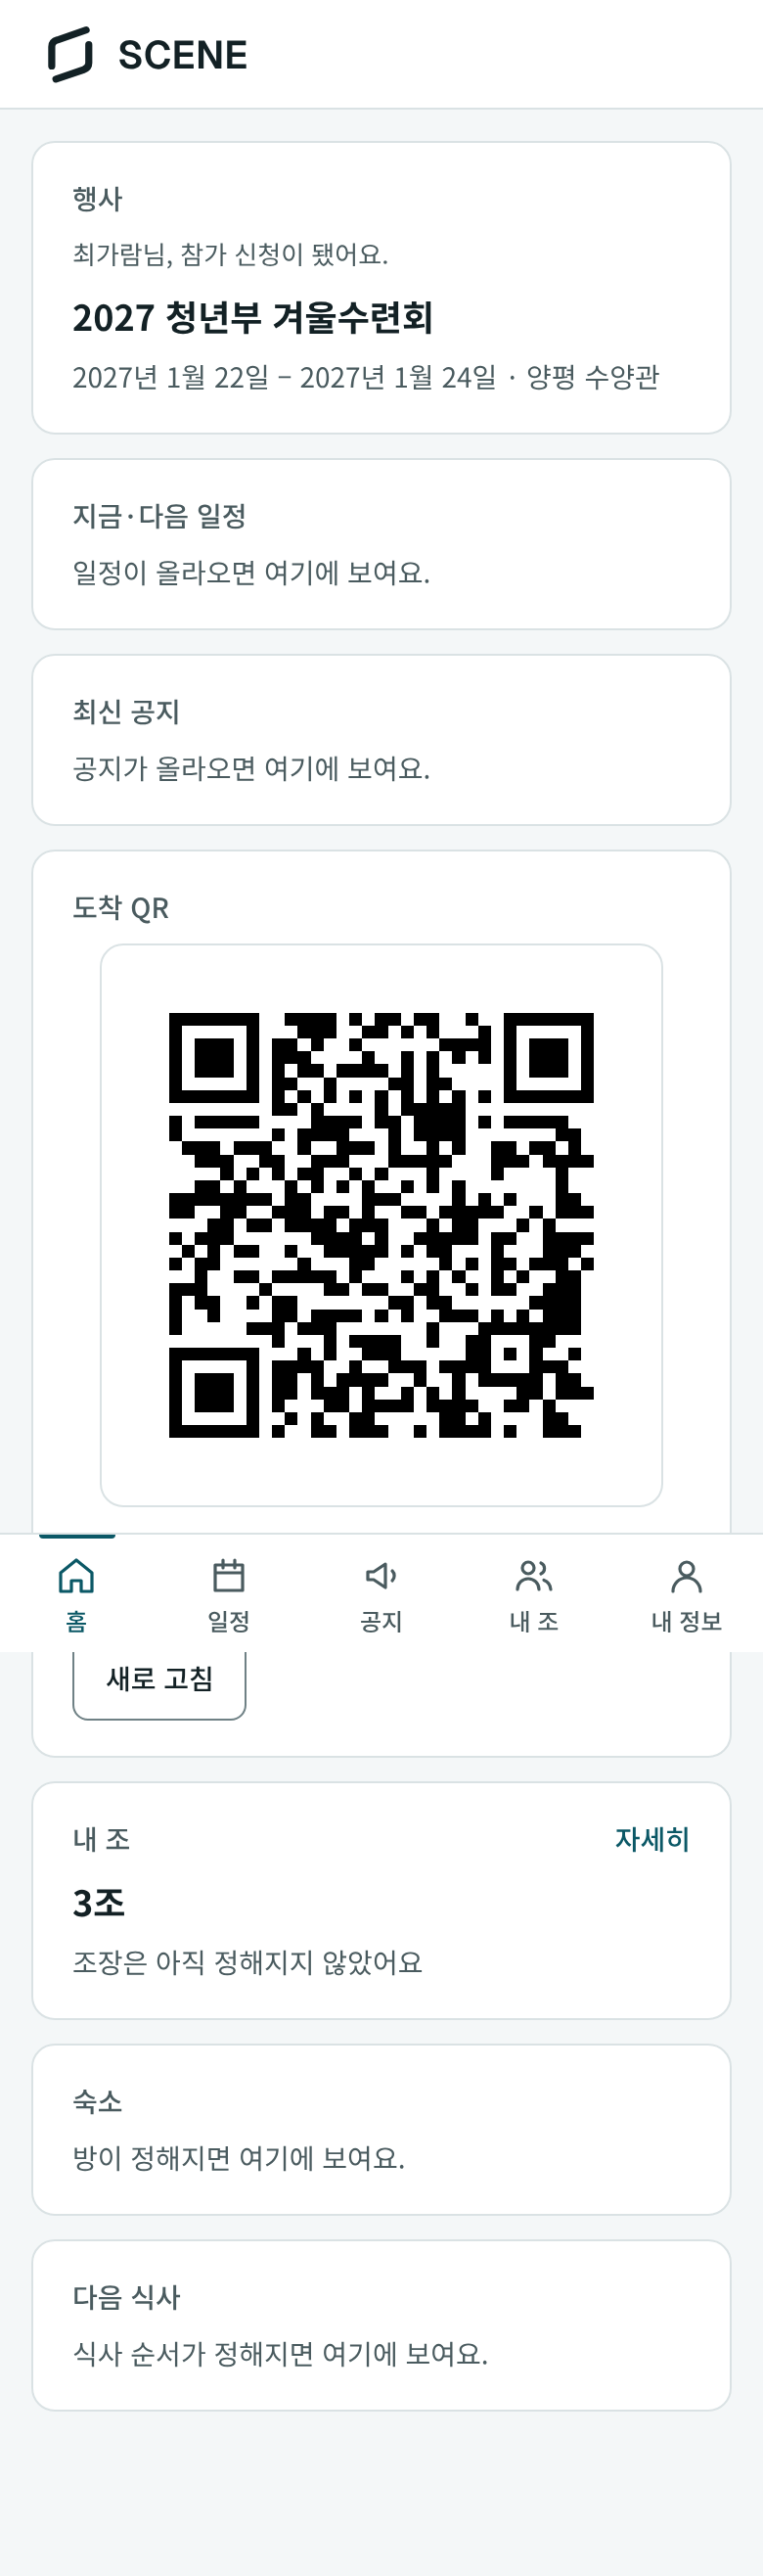 SCENE
행사
최가람님, 참가 신청이 됐어요.
2027 청년부 겨울수련회
2027년 1월 22일 – 2027년 1월 24일 · 양평 수양관
지금·다음 일정
일정이 올라오면 여기에 보여요.
최신 공지
공지가 올라오면 여기에 보여요.
도착 QR
홈 일정 공지 내 조 내 정보
새로 고침
내 조 자세히
3조
조장은 아직 정해지지 않았어요
숙소
방이 정해지면 여기에 보여요.
다음 식사
식사 순서가 정해지면 여기에 보여요.